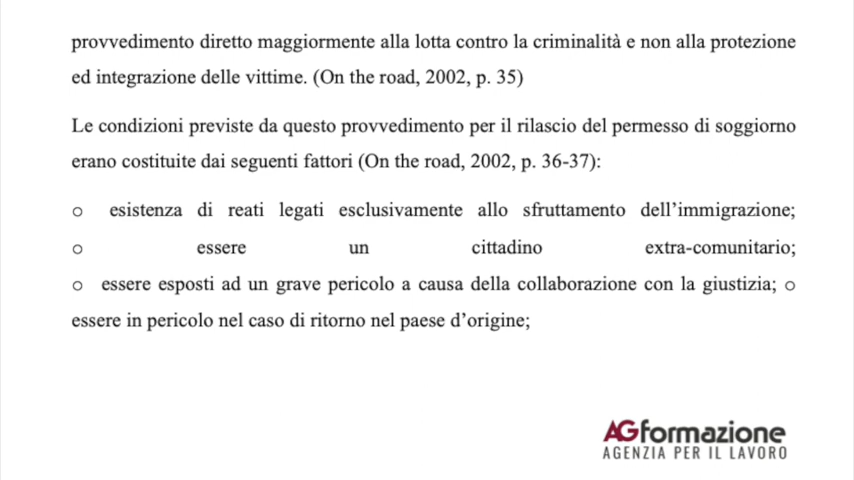 provvedimento diretto maggiormente alla lotta contro la criminalità e non alla protezione
ed integrazione delle vittime. (On the road, 2002, p. 35)
Le condizioni previste da questo provvedimento per il rilascio del permesso di soggiorno
erano costituite dai seguenti fattori (On the road, 2002, p. 36-37):
○ esistenza di reati legati esclusivamente allo sfruttamento dell’immigrazione;
○ essere un cittadino extra-comunitario;
○ essere esposti ad un grave pericolo a causa della collaborazione con la giustizia; ○
essere in pericolo nel caso di ritorno nel paese d’origine;
AGformazione
AGENZIA PER IL LAVORO